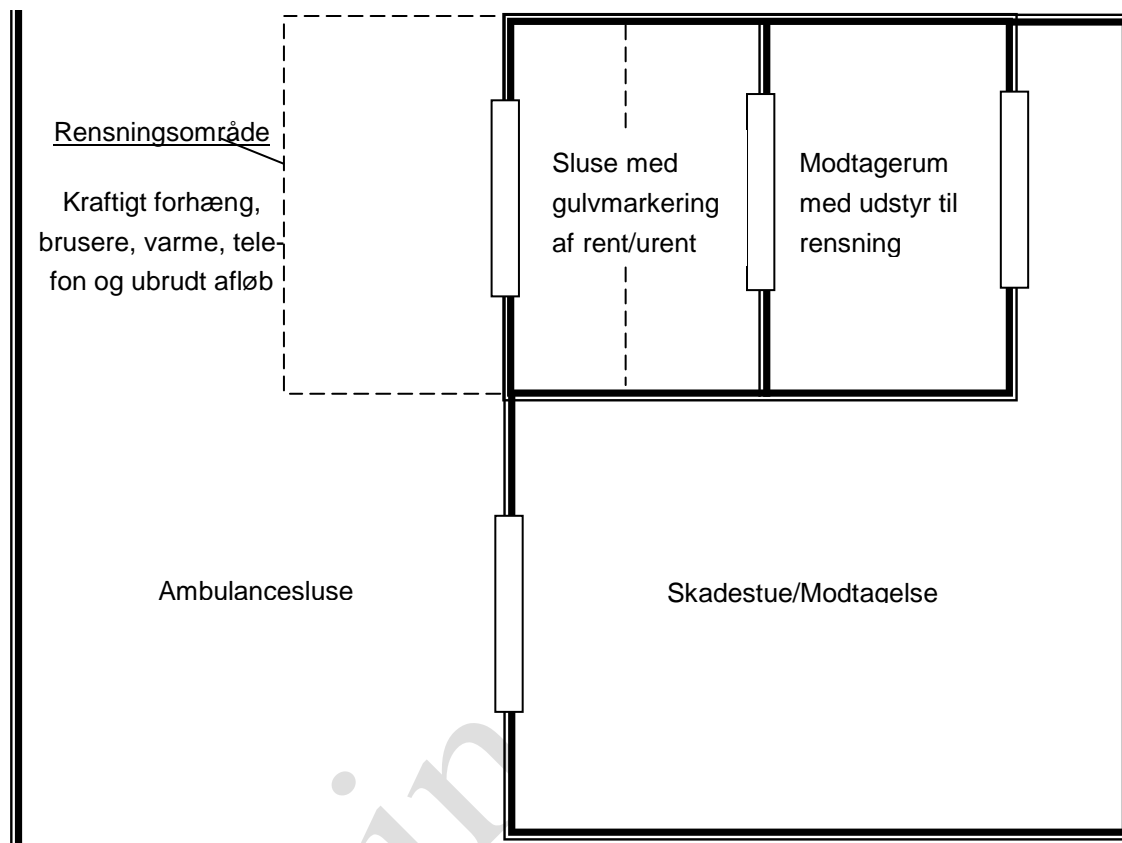 Rensningsområde
Kraftigt forhæng,
brusere, varme, tele-
fon og ubrudt afløb
Sluse med
gulvmarkering
af rent/urent
Modtagerum
med udstyr til
rensning
Ambulancesluse
Skadestue/Modtagelse